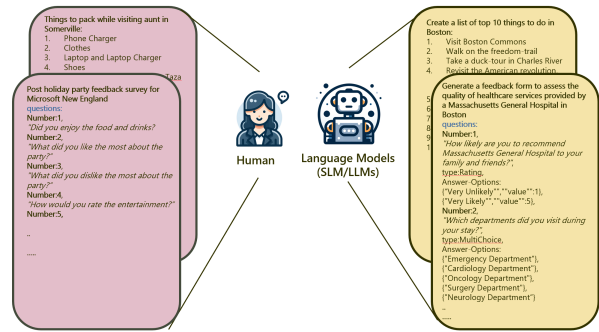 Things to pack while visiting aunt in
Somerville:
1. Phone Charger
2. Clothes
3. Laptop and Laptop Charger
4. Shoes
Taza
Post holiday party feedback survey for
Microsoft New England
questions:
Number:1,
"Did you enjoy the food and drinks?
Number:2,
"What did you like the most about the
party?"
Number:3,
"What did you dislike the most about the
party?"
Number:4,
"How would you rate the entertainment?"
Number:5,
..
.....
Human
Language Models
(SLM/LLMs)
Create a list of top 10 things to do in
Boston:
1. Visit Boston Commons
2. Walk on the freedom-trail
3. Take a duck-tour in Charles River
4. Revisit the American revolution
5
6
7
8
9
1
Generate a feedback form to assess the
quality of healthcare services provided by
a Massachusetts General Hospital in
Boston
questions:
Number:1,
"How likely are you to recommend
Massachusetts General Hospital to your
family and friends?",
type:Rating,
Answer-Options:
("Very Unlikely"",""value"":1),
("Very Likely"",""value"":5),
Number:2,
"Which departments did you visit during
your stay?",
type:MultiChoice,
Answer-Options:
("Emergency Department"),
("Cardiology Department"),
("Oncology Department"),
("Surgery Department"),
("Neurology Department")
..
.....